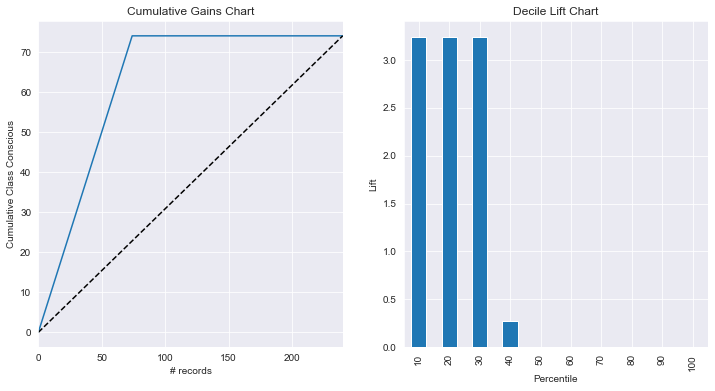 Cumulative Gains Chart
Cumulative Class Conscious
70
60
50
40
30
20
10
0
0 50 100 150 200
# records
Decile Lift Chart
Lift
3.0
2.5
2.0
1.5
1.0
0.5
0.0
10 20 30 40 50 60 70 80 90 100
Percentile